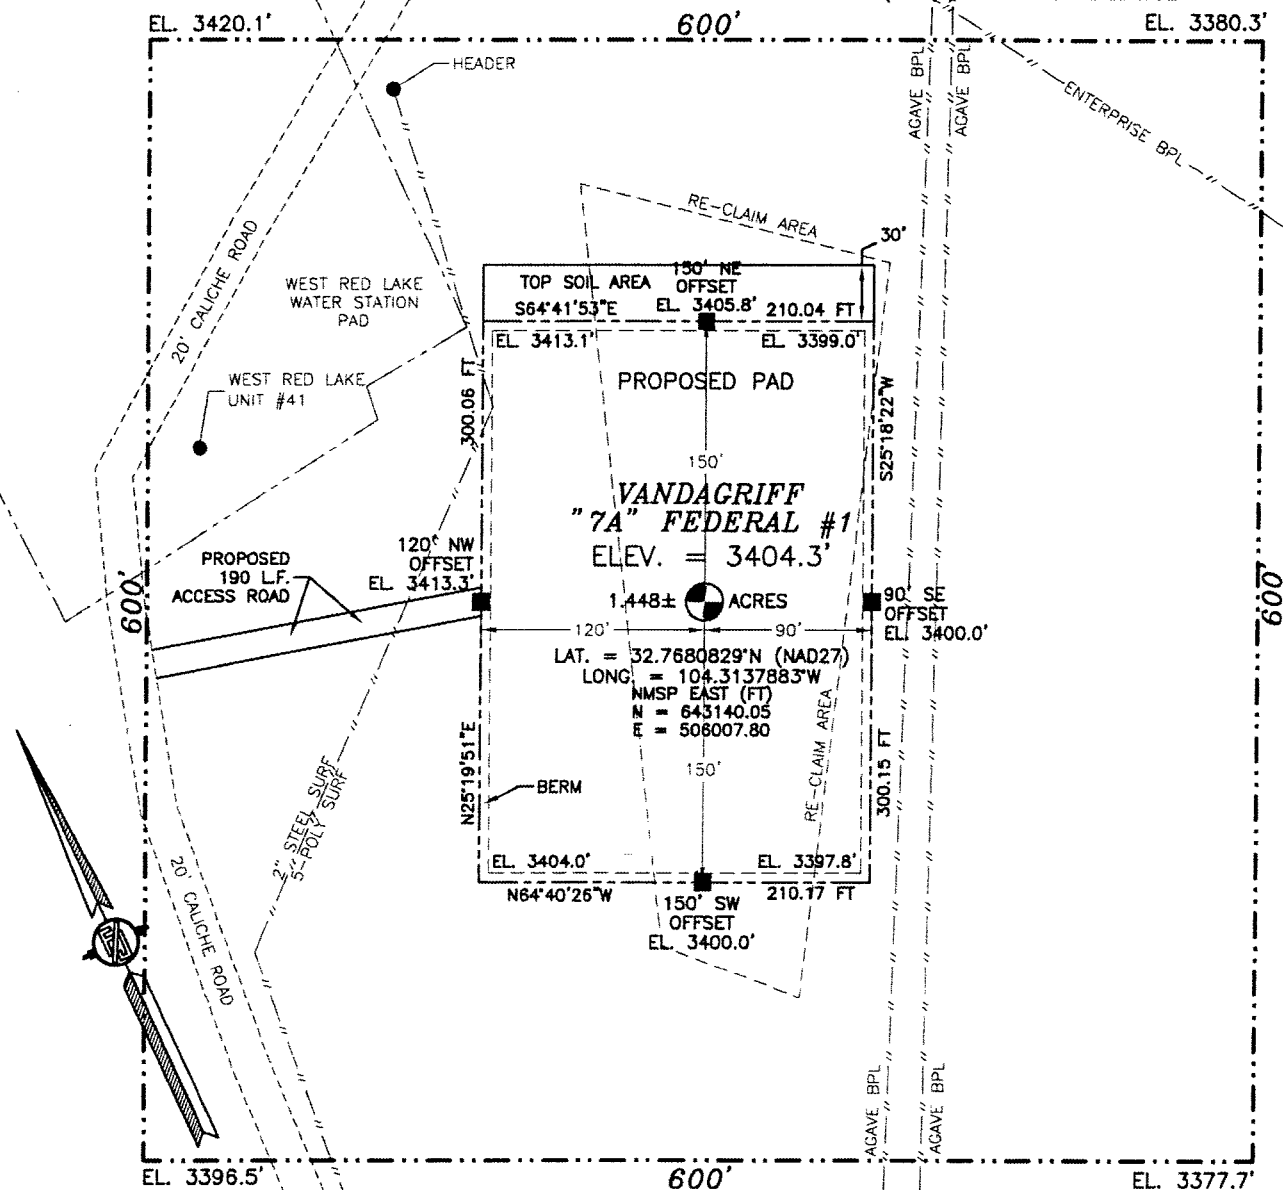 EL. 3420.1'
600'
EL. 3380.3'
HEADER
AGAVE BPL
AGAVE BPL
ENTERPRISE BPL
20' CALICHE ROAD
RE-CLAIM AREA
30'
WEST RED LAKE
WATER STATION
PAD
TOP SOIL AREA
150' NE
OFFSET
EL. 3405.8'
S64°41'53"E
210.04 FT
EL. 3413.1'
EL. 3399.0'
WEST RED LAKE
UNIT #41
300.06 FT
PROPOSED PAD
S25°18'22"W
150'
VANDAGRIFF
"7A" FEDERAL #1
ELEV. = 3404.3'
120' NW
OFFSET
EL. 3413.3'
PROPOSED
190 L.F.
ACCESS ROAD
600'
1.448± ACRES
90' SE
OFFSET
EL. 3400.0'
600'
120'
90'
LAT. = 32.7680829°N (NAD27)
LONG. = 104.3137883°W
NMSP EAST (FT)
N = 643140.05
E = 506007.80
N25°19'51"E
150'
RE-CLAIM AREA
300.15 FT
BERM
2" STEEL SURF
5" POLY SURF
EL. 3404.0'
EL. 3397.8'
N64°40'26"W
150' SW
OFFSET
EL. 3400.0'
210.17 FT
20' CALICHE ROAD
AGAVE BPL
AGAVE BPL
EL. 3396.5'
600'
EL. 3377.7'